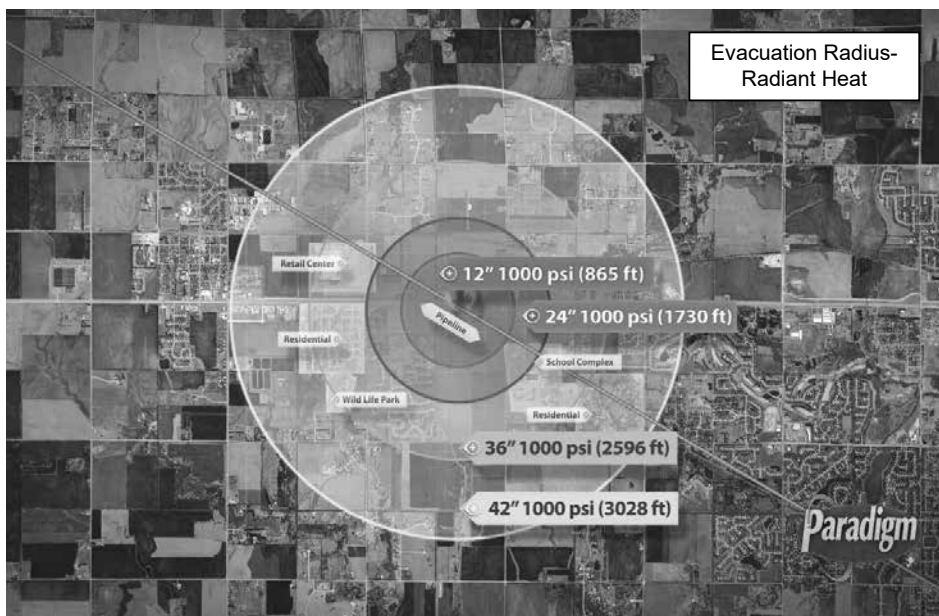 Evacuation Radius-
Radiant Heat
Retail Center
12” 1000 psi (865 ft)
24” 1000 psi (1730 ft)
Pipeline
Residential
School Complex
Wild Life Park
Residential
36” 1000 psi (2596 ft)
42” 1000 psi (3028 ft)
Paradigm